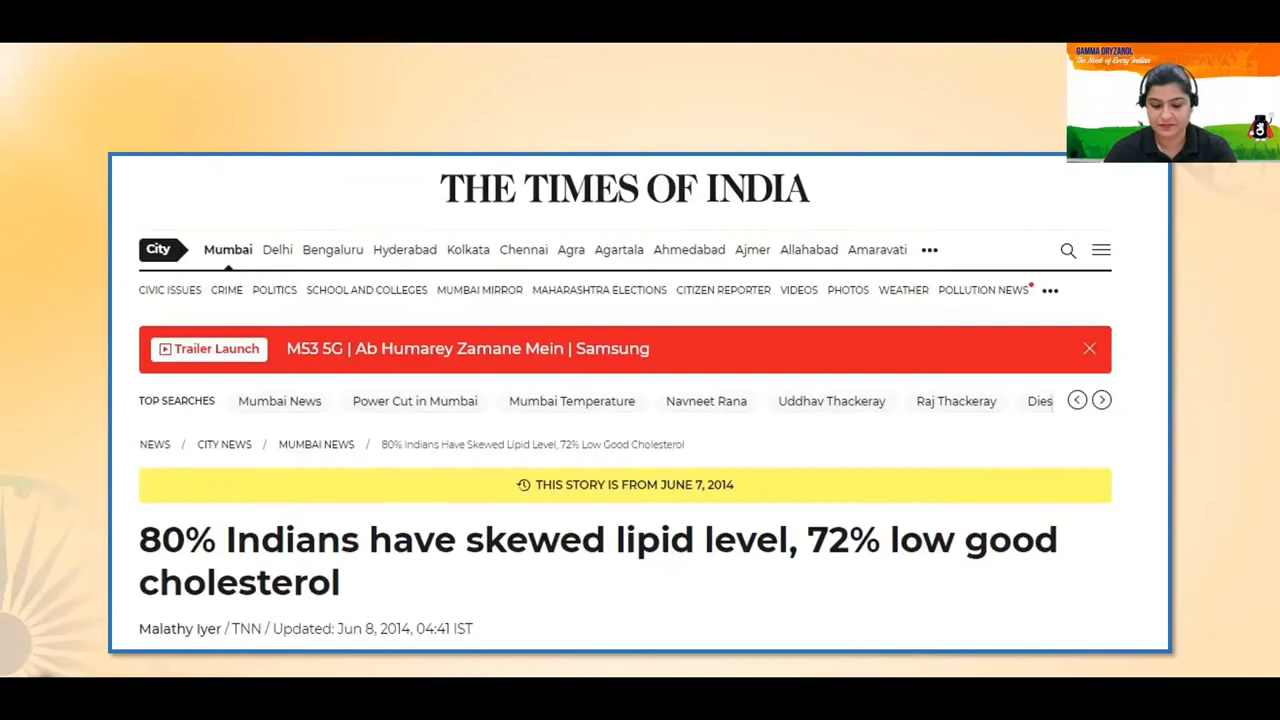 GAMMA ORYZANOL
The Need of Every Indian
THE TIMES OF INDIA
City Mumbai Delhi Bengaluru Hyderabad Kolkata Chennai Agra Agartala Ahmedabad Ajmer Allahabad Amaravati •••
CIVIC ISSUES CRIME POLITICS SCHOOL AND COLLEGES MUMBAI MIRROR MAHARASHTRA ELECTIONS CITIZEN REPORTER VIDEOS PHOTOS WEATHER POLLUTION NEWS •••
Trailer Launch M53 5G | Ab Humarey Zamane Mein | Samsung
TOP SEARCHES Mumbai News Power Cut in Mumbai Mumbai Temperature Navneet Rana Uddhav Thackeray Raj Thackeray Dies
NEWS / CITY NEWS / MUMBAI NEWS / 80% Indians Have Skewed Lipid Level, 72% Low Good Cholesterol
THIS STORY IS FROM JUNE 7, 2014
80% Indians have skewed lipid level, 72% low good
cholesterol
Malathy Iyer / TNN / Updated: Jun 8, 2014, 04:41 IST